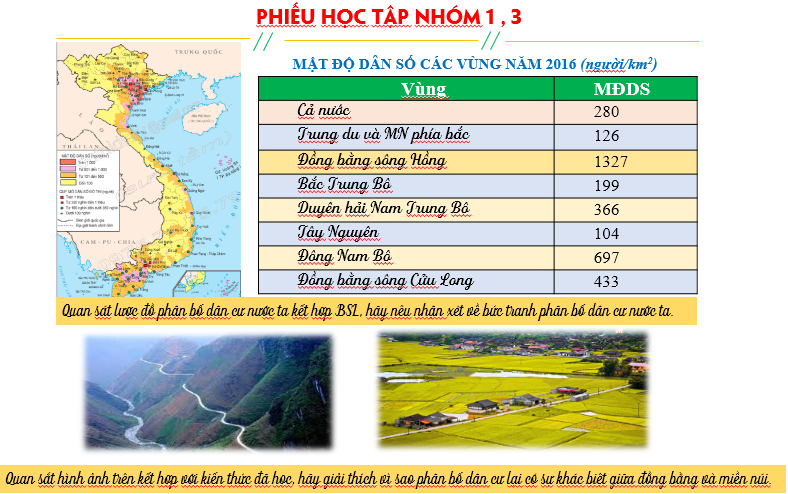 PHIẾU HỌC TẬP NHÓM 1 , 3
MẬT ĐỘ DÂN SỐ CÁC VÙNG NĂM 2016 (người/km²)
Vùng MĐDS
Cả nước 280
Trung du và MN phía bắc 126
Đồng bằng sông Hồng 1327
Bắc Trung Bộ 199
Duyên hải Nam Trung Bộ 366
Tây Nguyên 104
Đông Nam Bộ 697
Đồng bằng sông Cửu Long 433
TRUNG QUỐC
THÁI LAN
CAM - PU - CHIA
Quan sát lược đồ phân bố dân cư nước ta kết hợp BSL, hãy nêu nhận xét về bức tranh phân bố dân cư nước ta.
Quan sát hình ảnh trên kết hợp với kiến thức đã học, hãy giải thích vì sao phân bố dân cư lại có sự khác biệt giữa đồng bằng và miền núi.